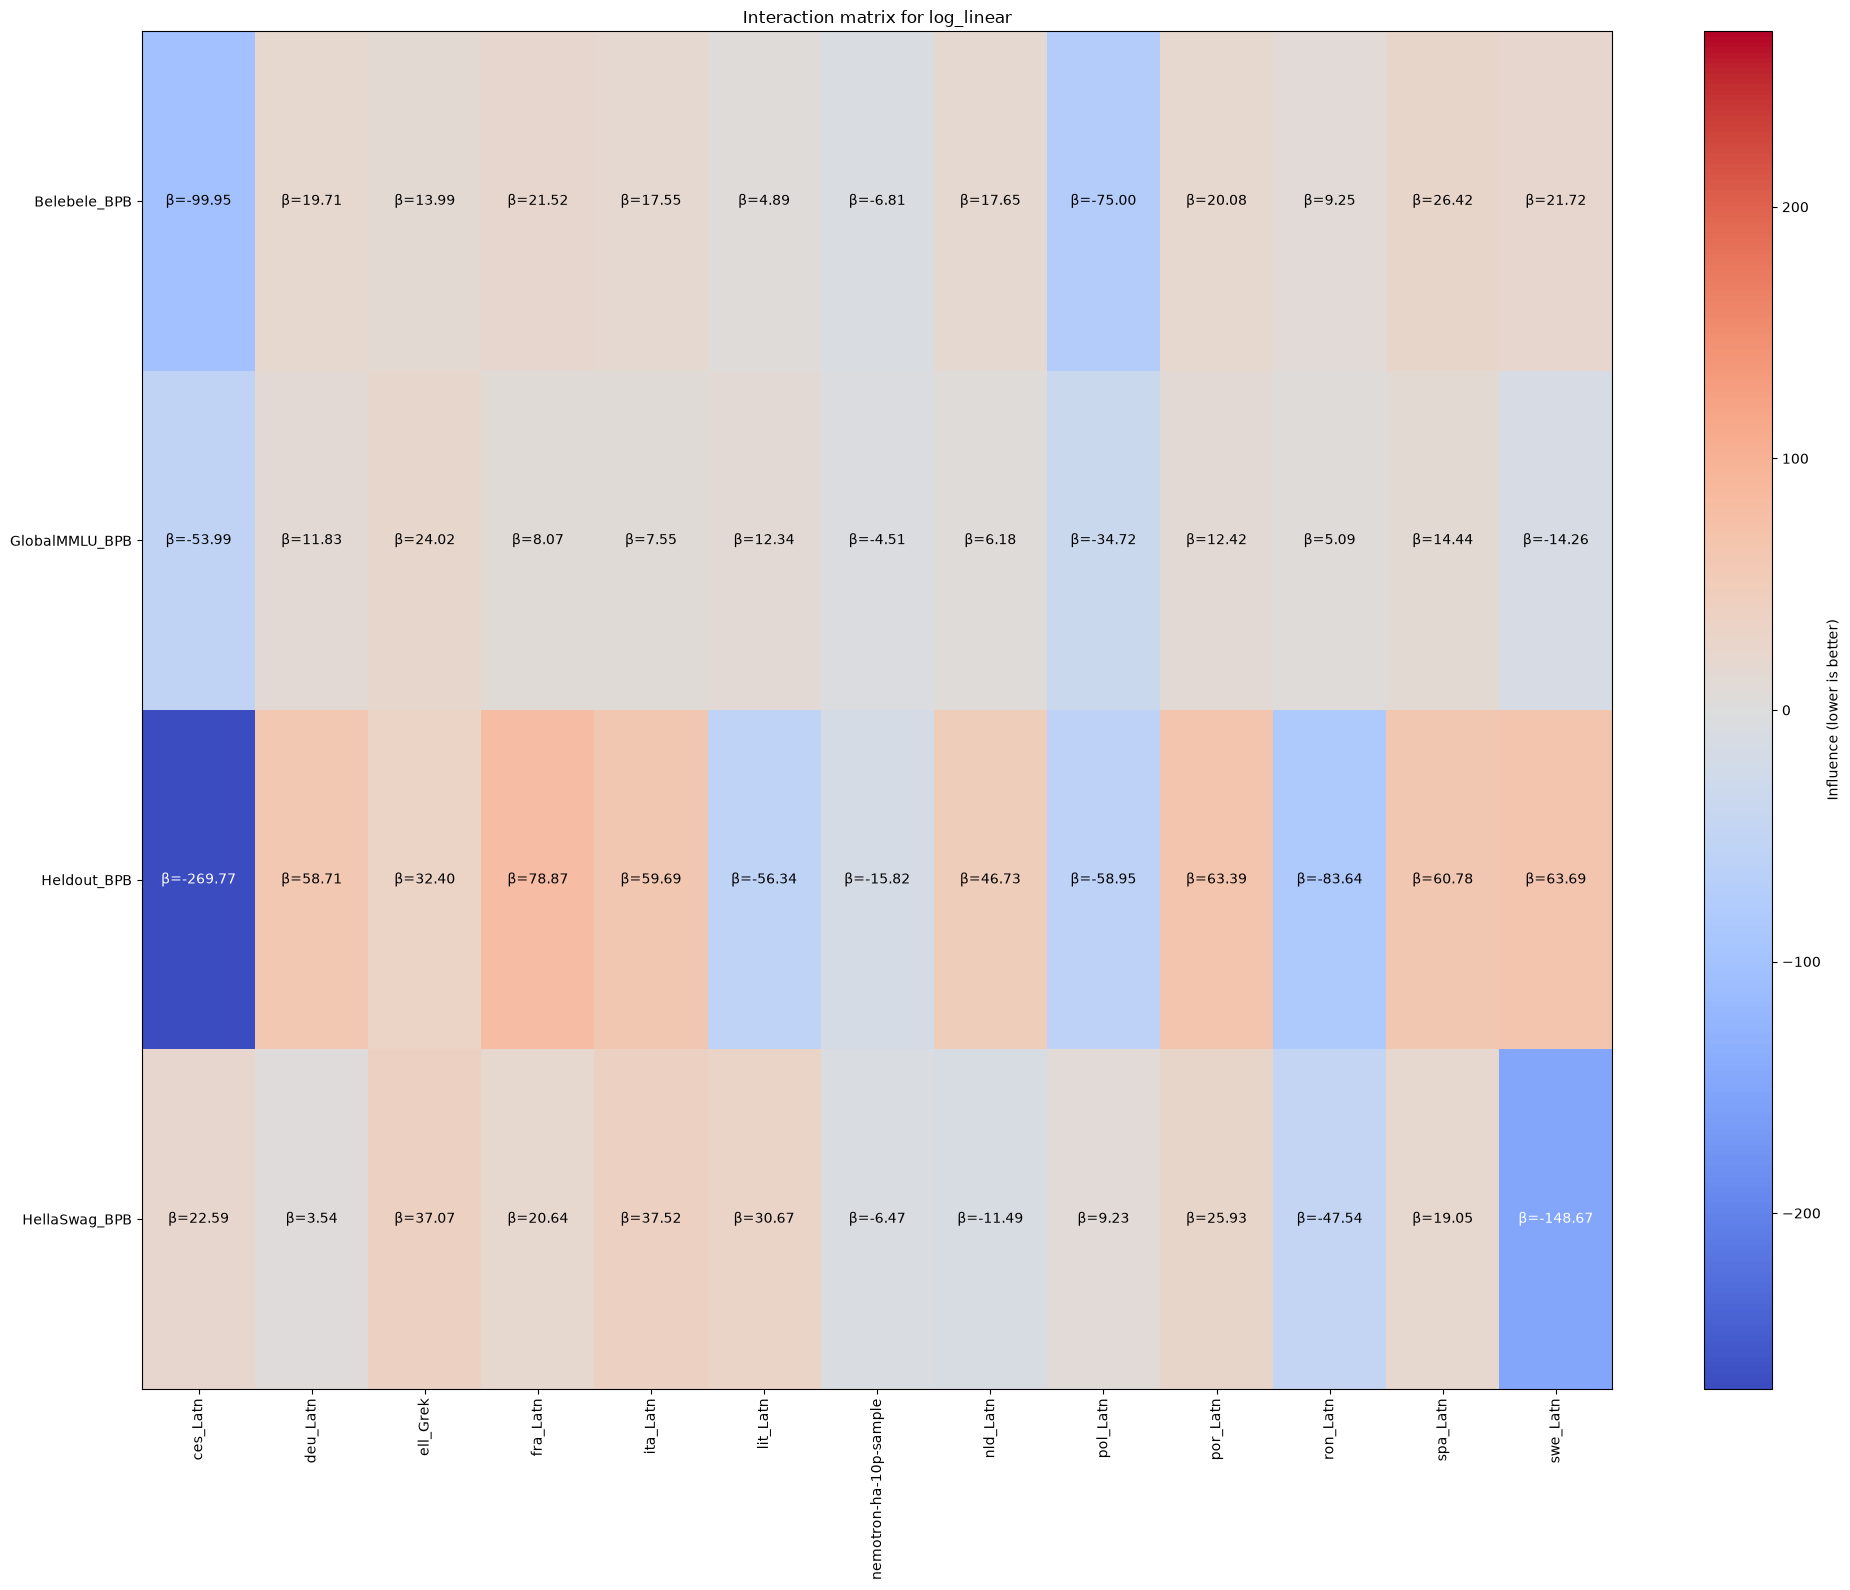 Interaction matrix for log_linear
Belebele_BPB
β=-99.95 β=19.71 β=13.99 β=21.52 β=17.55 β=4.89 β=-6.81 β=17.65 β=-75.00 β=20.08 β=9.25 β=26.42 β=21.72
GlobalMMLU_BPB
β=-53.99 β=11.83 β=24.02 β=8.07 β=7.55 β=12.34 β=-4.51 β=6.18 β=-34.72 β=12.42 β=5.09 β=14.44 β=-14.26
Heldout_BPB
β=-269.77 β=58.71 β=32.40 β=78.87 β=59.69 β=-56.34 β=-15.82 β=46.73 β=-58.95 β=63.39 β=-83.64 β=60.78 β=63.69
HellaSwag_BPB
β=22.59 β=3.54 β=37.07 β=20.64 β=37.52 β=30.67 β=-6.47 β=-11.49 β=9.23 β=25.93 β=-47.54 β=19.05 β=-148.67
ces_Latn
deu_Latn
ell_Grek
fra_Latn
ita_Latn
lit_Latn
nemotron-ha-10p-sample
nld_Latn
pol_Latn
por_Latn
ron_Latn
spa_Latn
swe_Latn
200
100
0
−100
−200
Influence (lower is better)